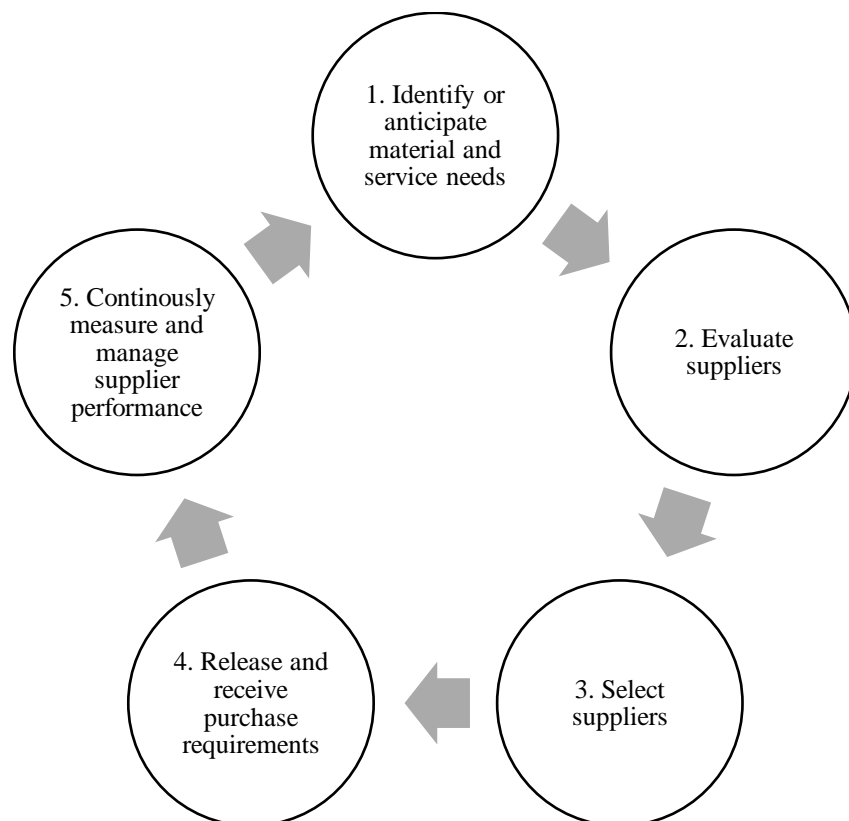 1. Identify or
anticipate
material and
service needs
2. Evaluate
suppliers
3. Select
suppliers
4. Release and
receive
purchase
requirements
5. Continously
measure and
manage
supplier
performance